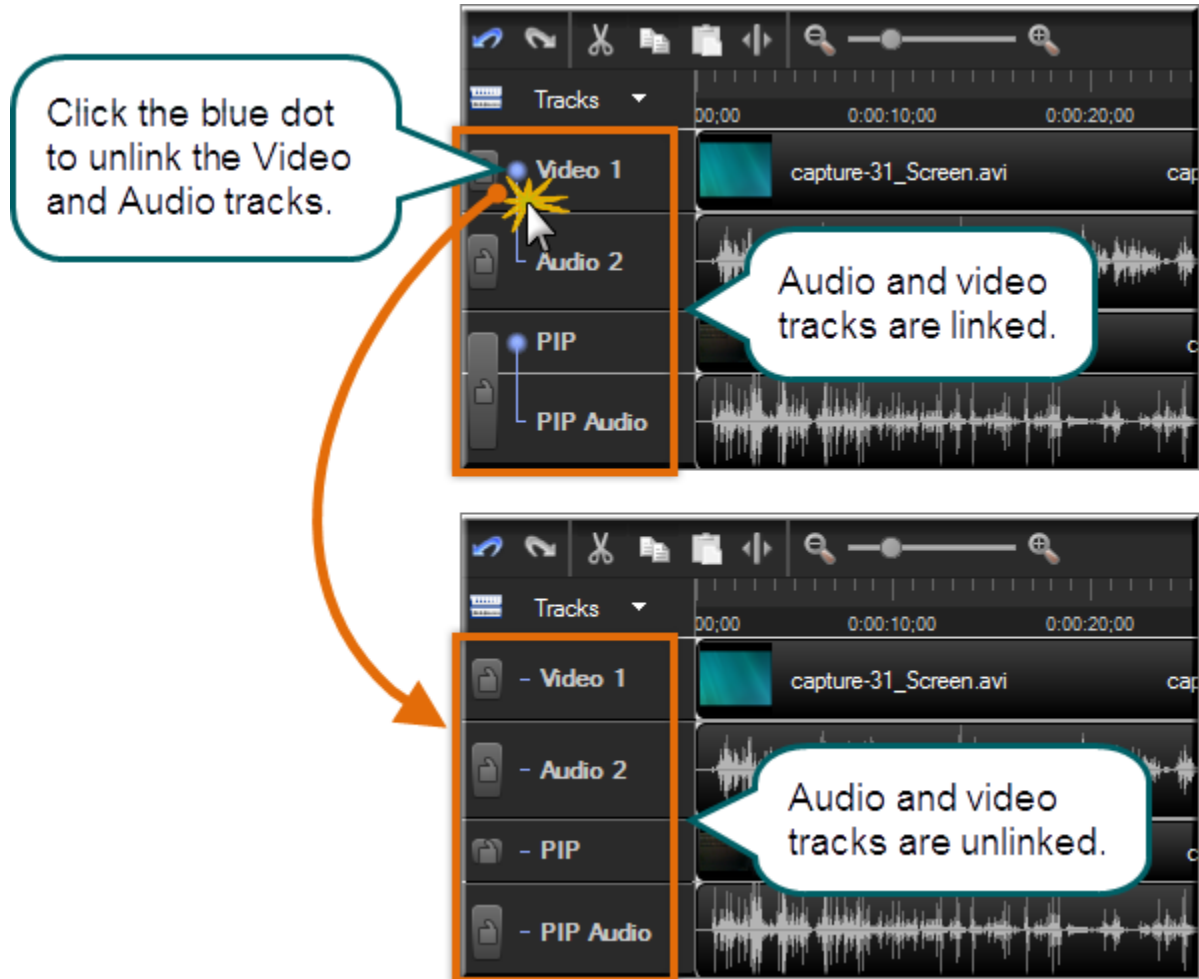 Click the blue dot
to unlink the Video
and Audio tracks.
Tracks
00;00 0:00:10;00 0:00:20;00
Video 1
capture-31_Screen.avi
cap
Audio 2
Audio and video
tracks are linked.
PIP
c
PIP Audio
Tracks
00;00 0:00:10;00 0:00:20;00
Video 1
capture-31_Screen.avi
cap
Audio 2
Audio and video
tracks are unlinked.
PIP
c
PIP Audio